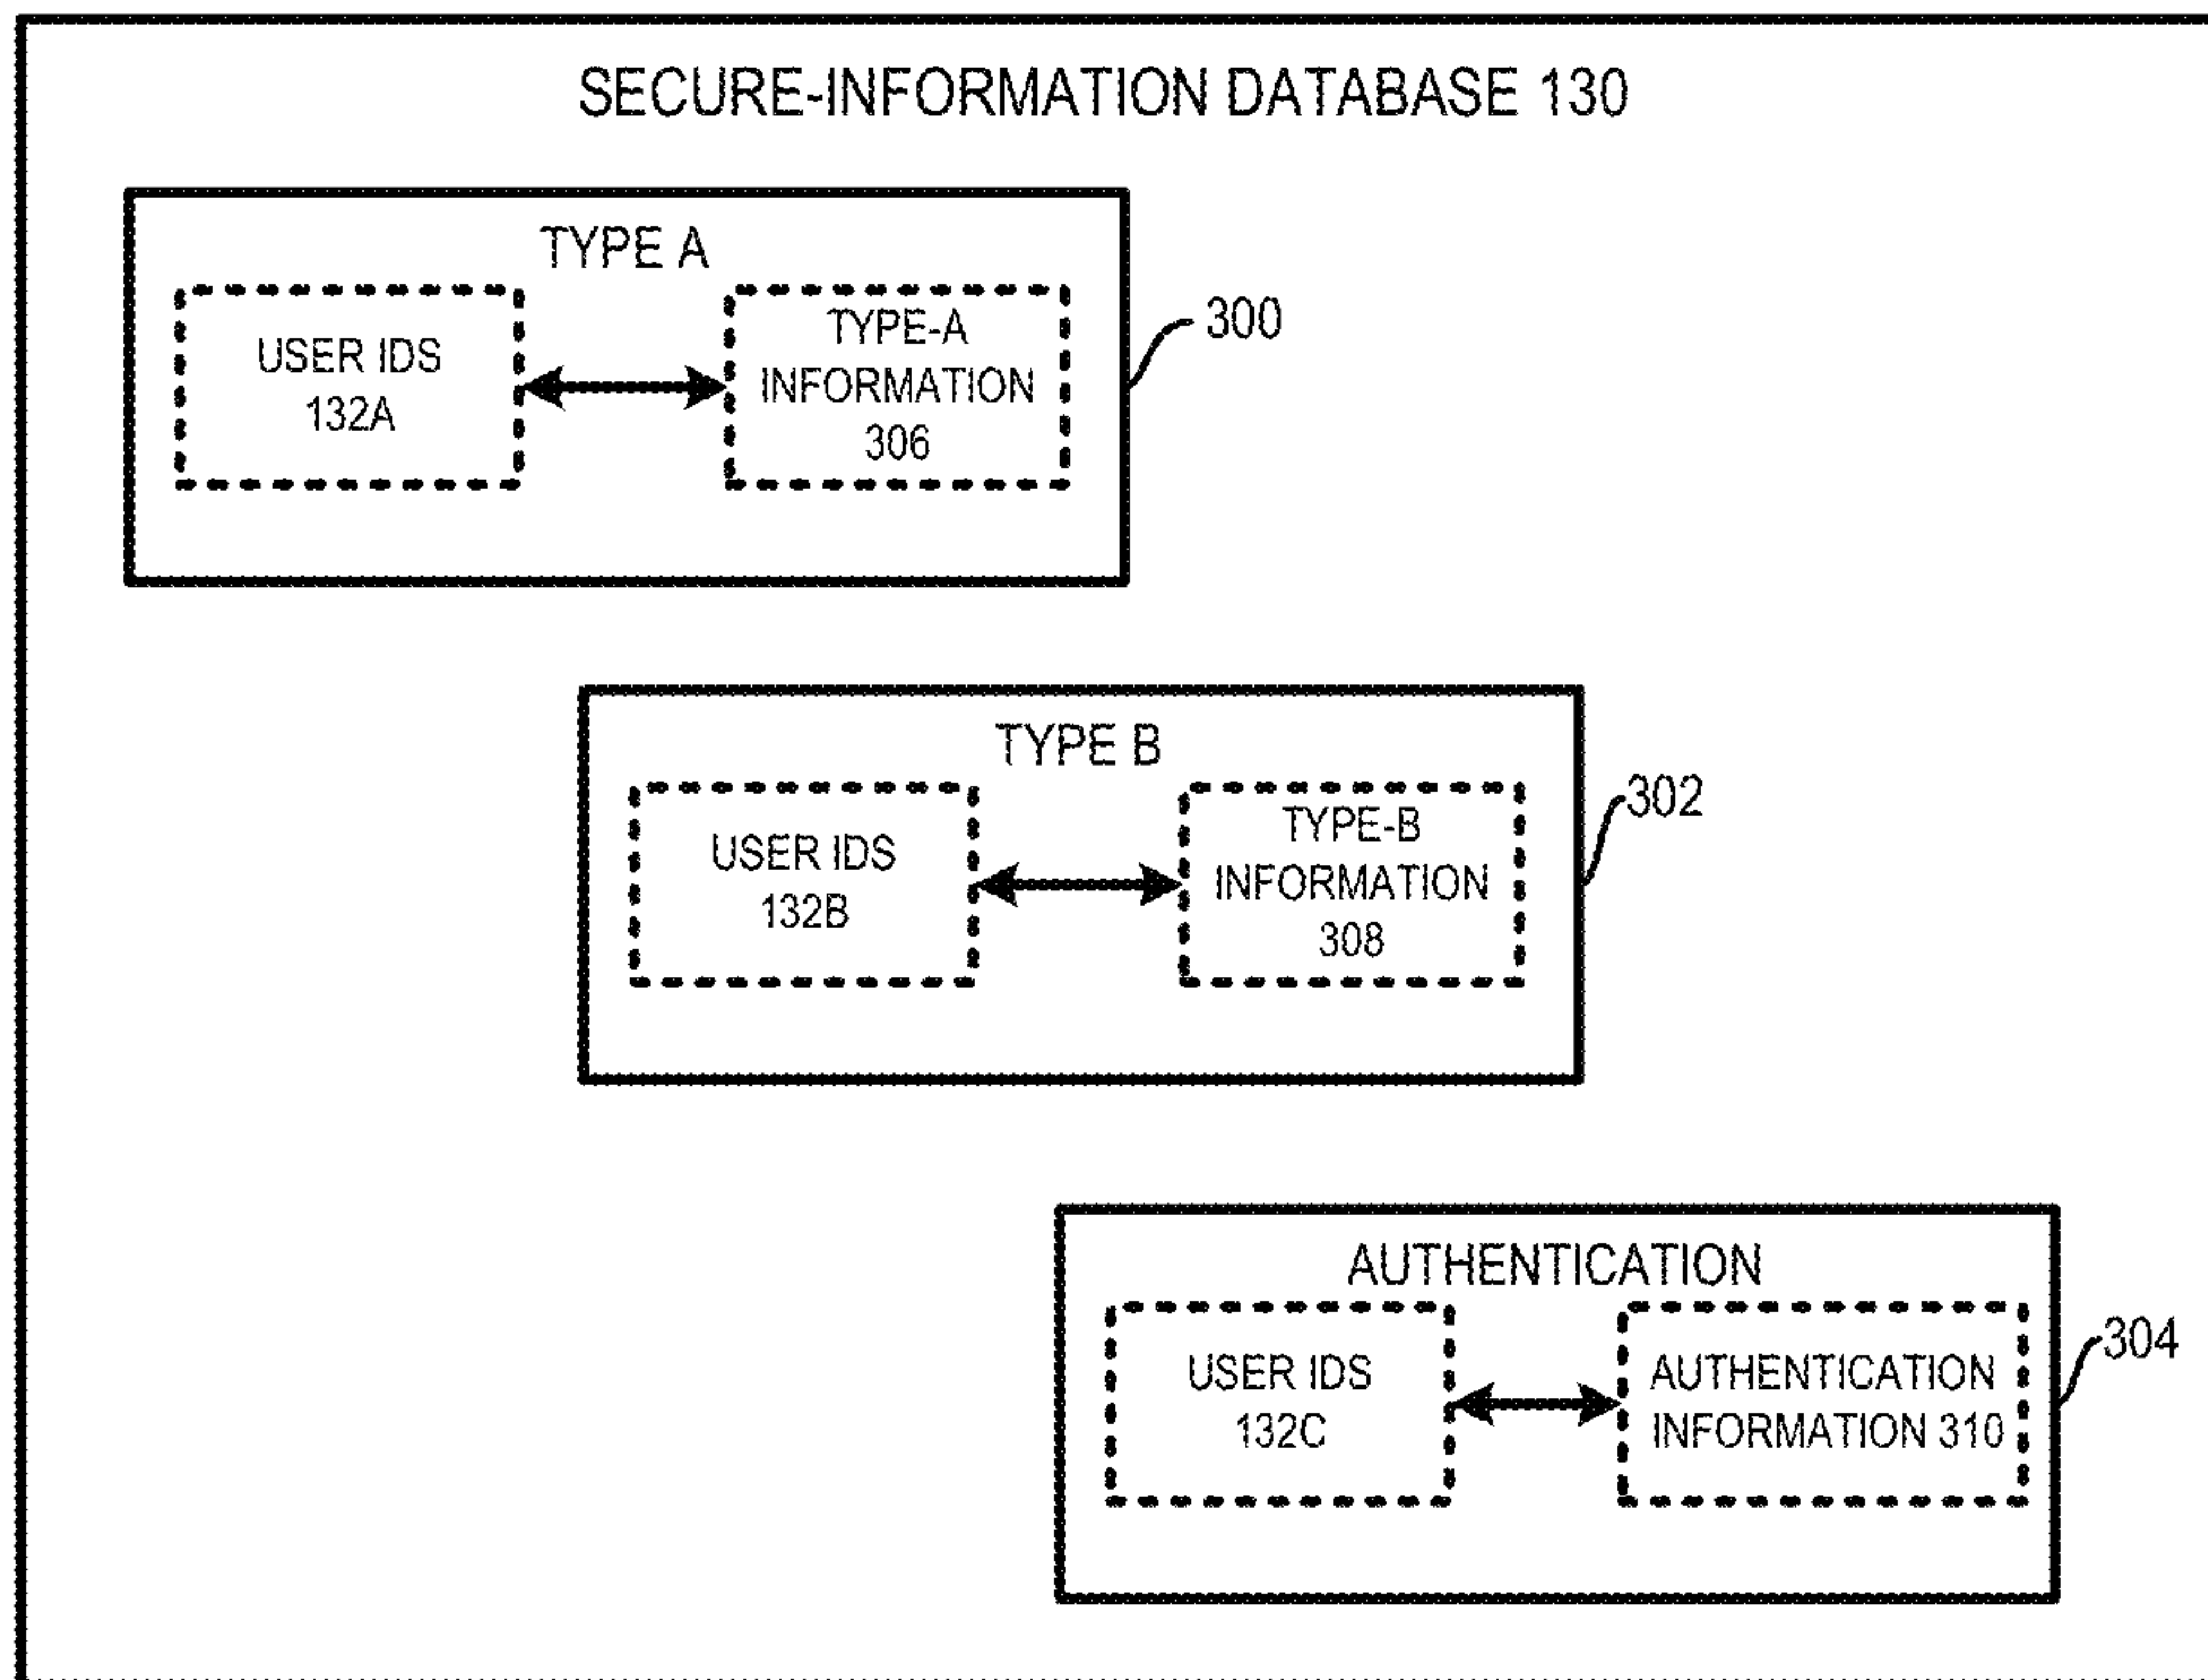 SECURE-INFORMATION DATABASE 130
TYPE A
USER IDS
132A
TYPE-A
INFORMATION
306
300
TYPE B
USER IDS
132B
TYPE-B
INFORMATION
308
302
AUTHENTICATION
USER IDS
132C
AUTHENTICATION
INFORMATION 310
304